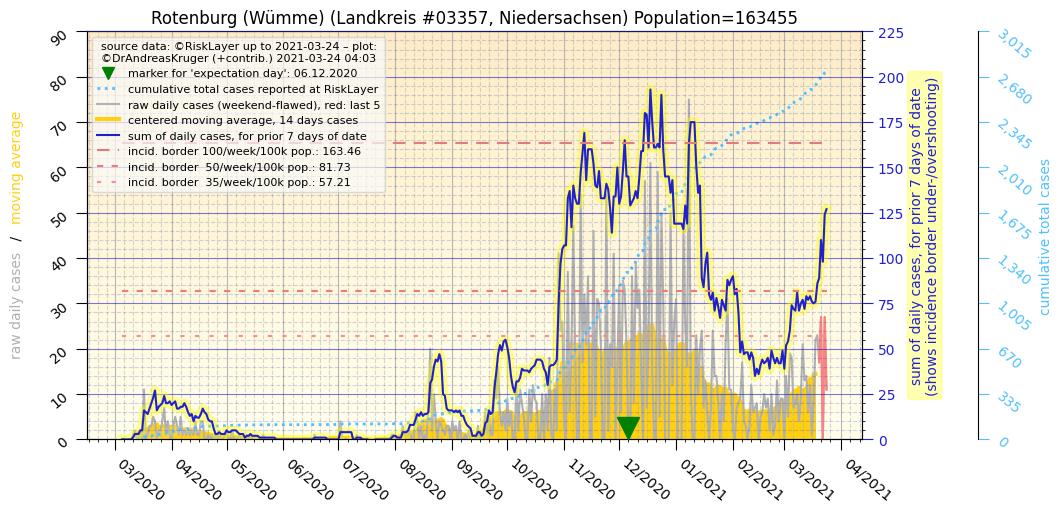 Rotenburg (Wümme) (Landkreis #03357, Niedersachsen) Population=163455
source data: ©RiskLayer up to 2021-03-24 – plot:
©DrAndreasKruger (+contrib.) 2021-03-24 04:03
marker for 'expectation day': 06.12.2020
cumulative total cases reported at RiskLayer
raw daily cases (weekend-flawed), red: last 5
centered moving average, 14 days cases
sum of daily cases, for prior 7 days of date
incid. border 100/week/100k pop.: 163.46
incid. border  50/week/100k pop.: 81.73
incid. border  35/week/100k pop.: 57.21
raw daily cases / moving average
90
80
70
60
50
40
30
20
10
0
03/2020
04/2020
05/2020
06/2020
07/2020
08/2020
09/2020
10/2020
11/2020
12/2020
01/2021
02/2021
03/2021
04/2021
225
200
175
150
125
100
75
50
25
0
sum of daily cases, for prior 7 days of date
(shows incidence border under-/overshooting)
3,015
2,680
2,345
2,010
1,675
1,340
1,005
670
335
0
cumulative total cases